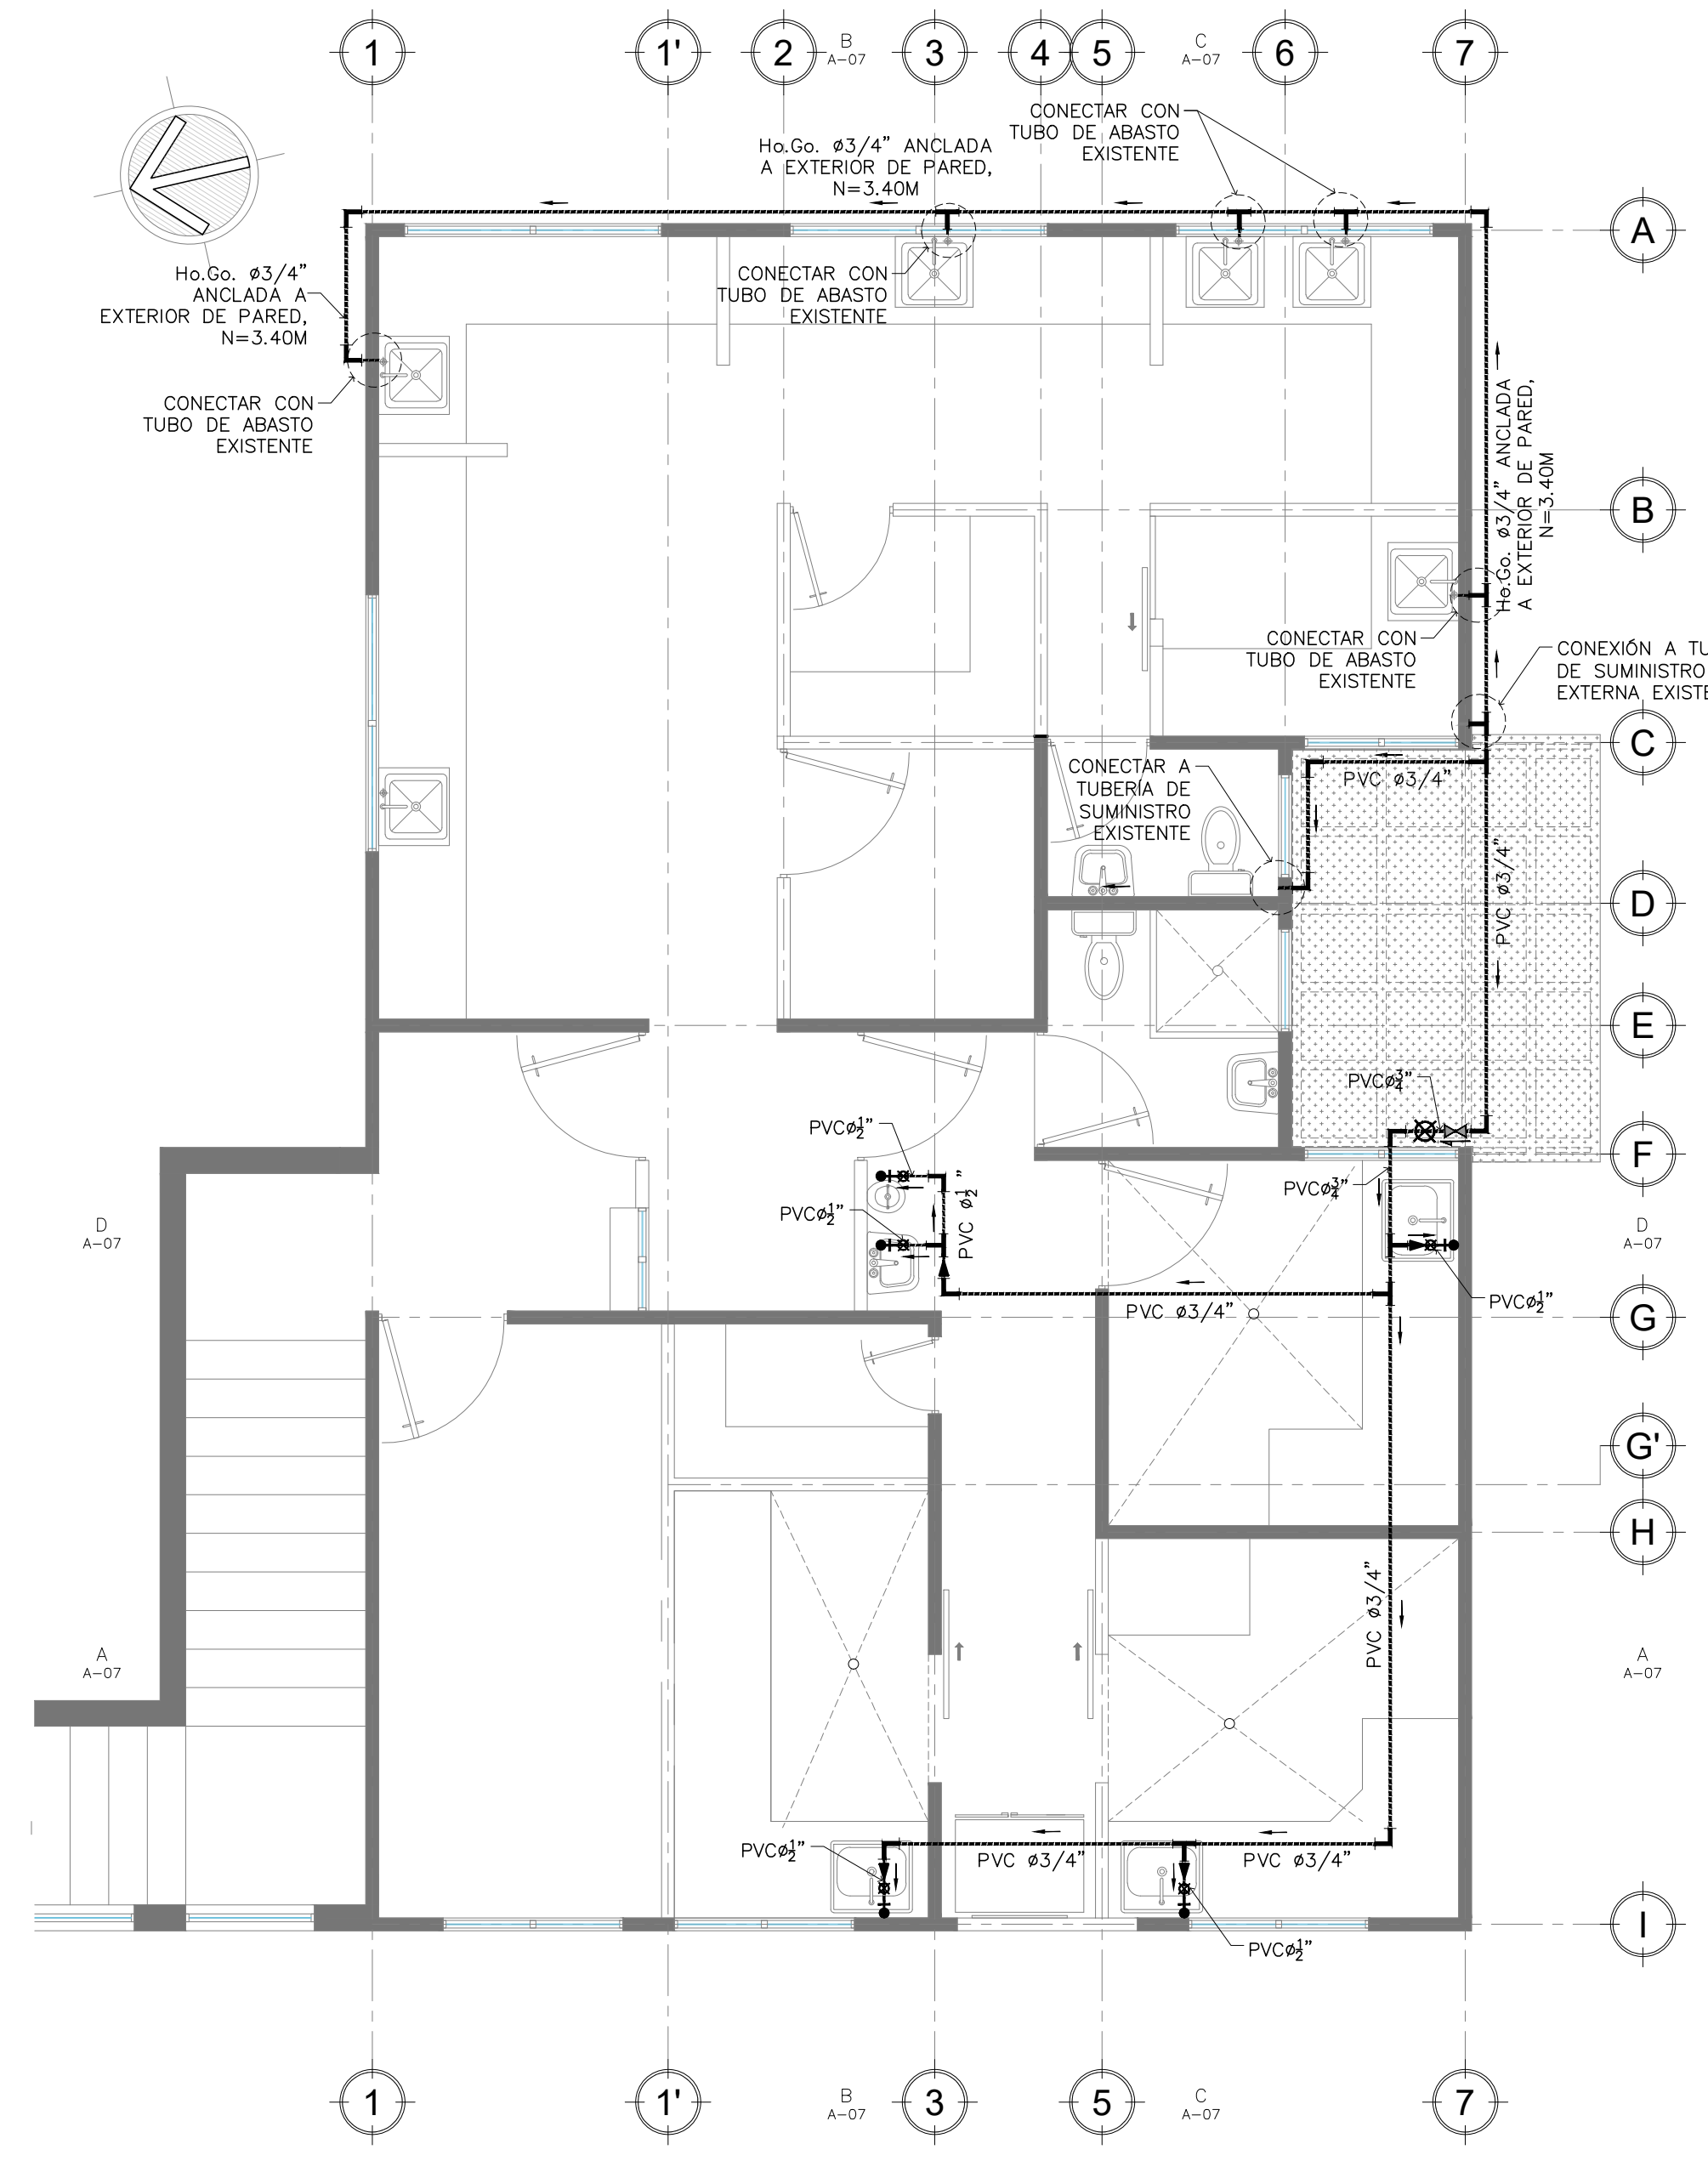 1
1'
2
B
A-07
3
4
5
C
A-07
6
7
CONECTAR CON
TUBO DE ABASTO
EXISTENTE
Ho.Go. ø3/4” ANCLADA
A EXTERIOR DE PARED,
N=3.40M
A
Ho.Go. ø3/4”
ANCLADA A
EXTERIOR DE PARED,
N=3.40M
CONECTAR CON
TUBO DE ABASTO
EXISTENTE
CONECTAR CON
TUBO DE ABASTO
EXISTENTE
Ho.Go. ø3/4” ANCLADA
A EXTERIOR DE PARED,
N=3.40M
B
CONECTAR CON
TUBO DE ABASTO
EXISTENTE
CONEXIÓN A TU
DE SUMINISTRO
EXTERNA EXISTE
C
CONECTAR A
TUBERÍA DE
SUMINISTRO
EXISTENTE
PVC ø3/4”
PVC ø3/4”
D
E
PVCø3/4”
PVCø1/2”
F
PVCø3/4”
PVCø1/2”
PVC ø1/2 ”
D
A-07
D
A-07
PVCø1/2”
PVC ø3/4”
G
G'
H
PVC ø3/4”
A
A-07
A
A-07
PVCø1/2”
PVC ø3/4”
PVC ø3/4”
I
PVCø1/2”
1
1'
B
A-07
3
5
C
A-07
7